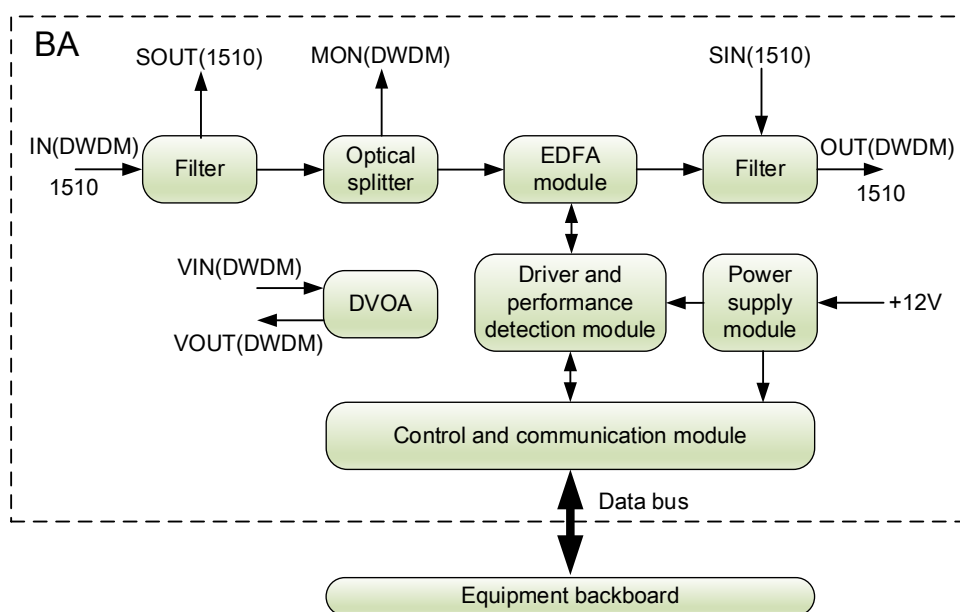 BA
SOUT(1510)
MON(DWDM)
SIN(1510)
IN(DWDM)
1510
Filter
Optical
splitter
EDFA
module
Filter
OUT(DWDM)
1510
VIN(DWDM)
VOUT(DWDM)
DVOA
Driver and
performance
detection module
Power
supply
module
+12V
Control and communication module
Data bus
Equipment backboard